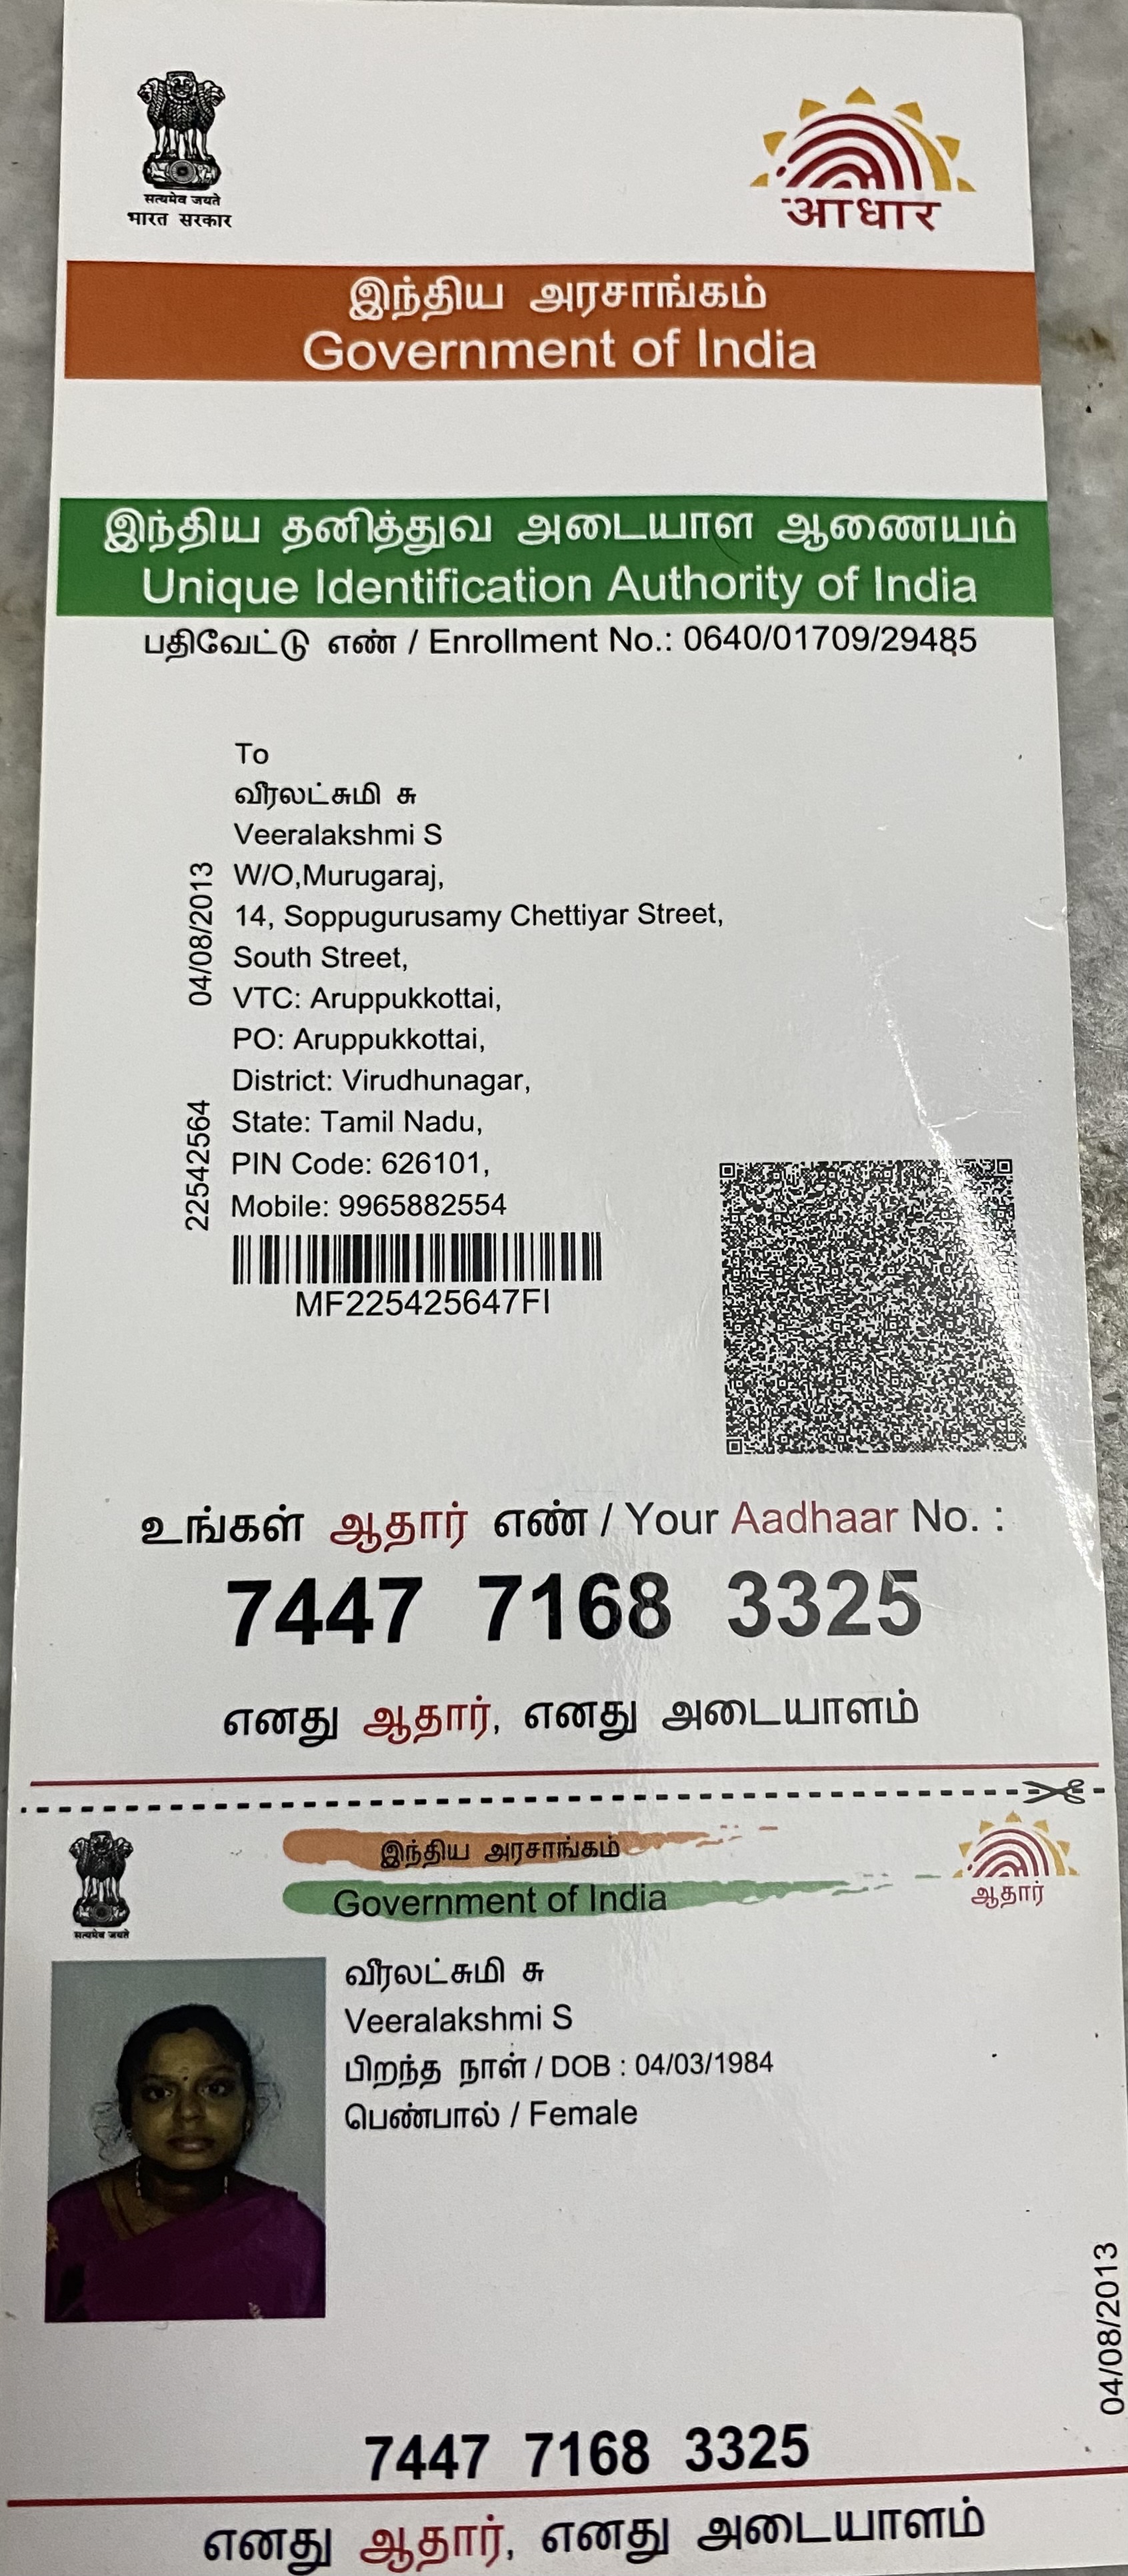 सत्यमेव जयते
भारत सरकार
आधार
இந்திய அரசாங்கம்
Government of India
இந்திய தனித்துவ அடையாள ஆணையம்
Unique Identification Authority of India
பதிவேட்டு எண் / Enrollment No.: 0640/01709/29485
To
வீரலட்சுமி சு
Veeralakshmi S
W/O,Murugaraj,
14, Soppugurusamy Chettiyar Street,
South Street,
VTC: Aruppukkottai,
PO: Aruppukkottai,
District: Virudhunagar,
State: Tamil Nadu,
PIN Code: 626101,
Mobile: 9965882554
04/08/2013
22542564
MF225425647FI
உங்கள் ஆதார் எண் / Your Aadhaar No. :
7447 7168 3325
எனது ஆதார், எனது அடையாளம்
सत्यमेव जयते
இந்திய அரசாங்கம்
Government of India
ஆதார்
வீரலட்சுமி சு
Veeralakshmi S
பிறந்த நாள் / DOB : 04/03/1984
பெண்பால் / Female
04/08/2013
7447 7168 3325
எனது ஆதார், எனது அடையாளம்